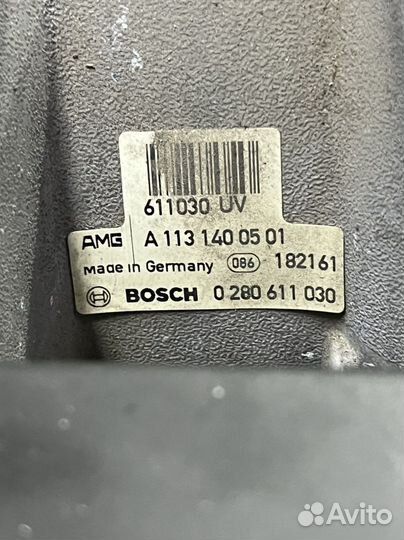 611030 UV
AMG A 113 140 05 01
Made in Germany 086 182161
BOSCH 0 280 611 030
Avito